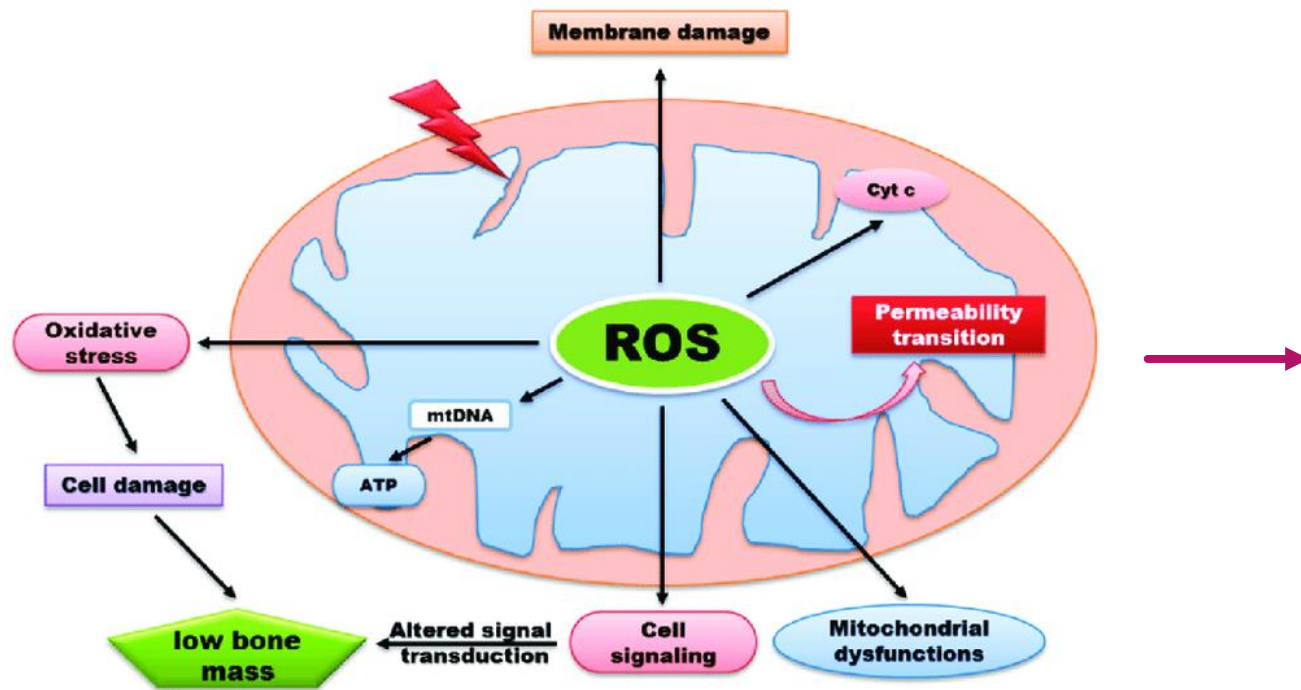 Membrane damage
Cyt c
Permeability
transition
ROS
Oxidative
stress
mtDNA
ATP
Cell damage
low bone
mass
Altered signal
transduction
Cell
signaling
Mitochondrial
dysfunctions